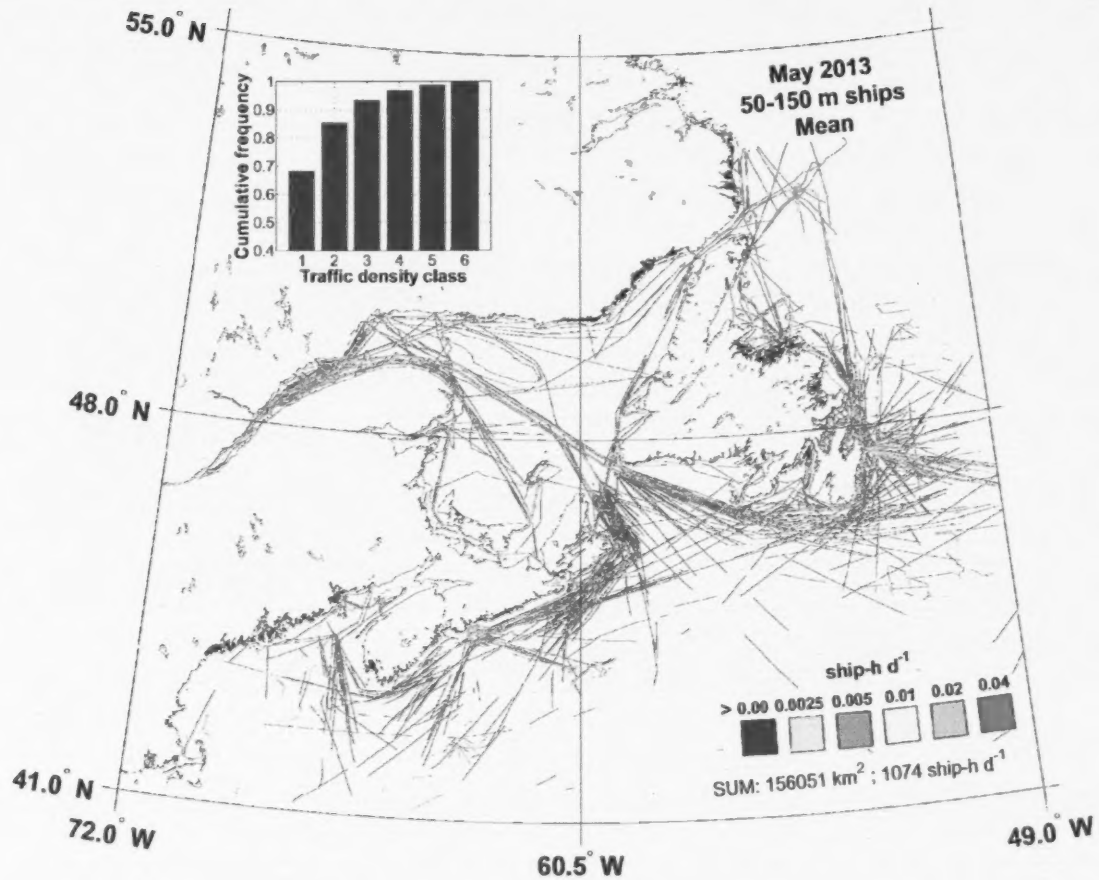 55.0° N
May 2013
50-150 m ships
Mean
Cumulative frequency
1
0.9
0.8
0.7
0.6
0.5
0.4
1 2 3 4 5 6
Traffic density class
48.0° N
ship-h d⁻¹
> 0.00 0.0025 0.005 0.01 0.02 0.04
SUM: 156051 km² ; 1074 ship-h d⁻¹
41.0° N
72.0° W
60.5° W
49.0° W